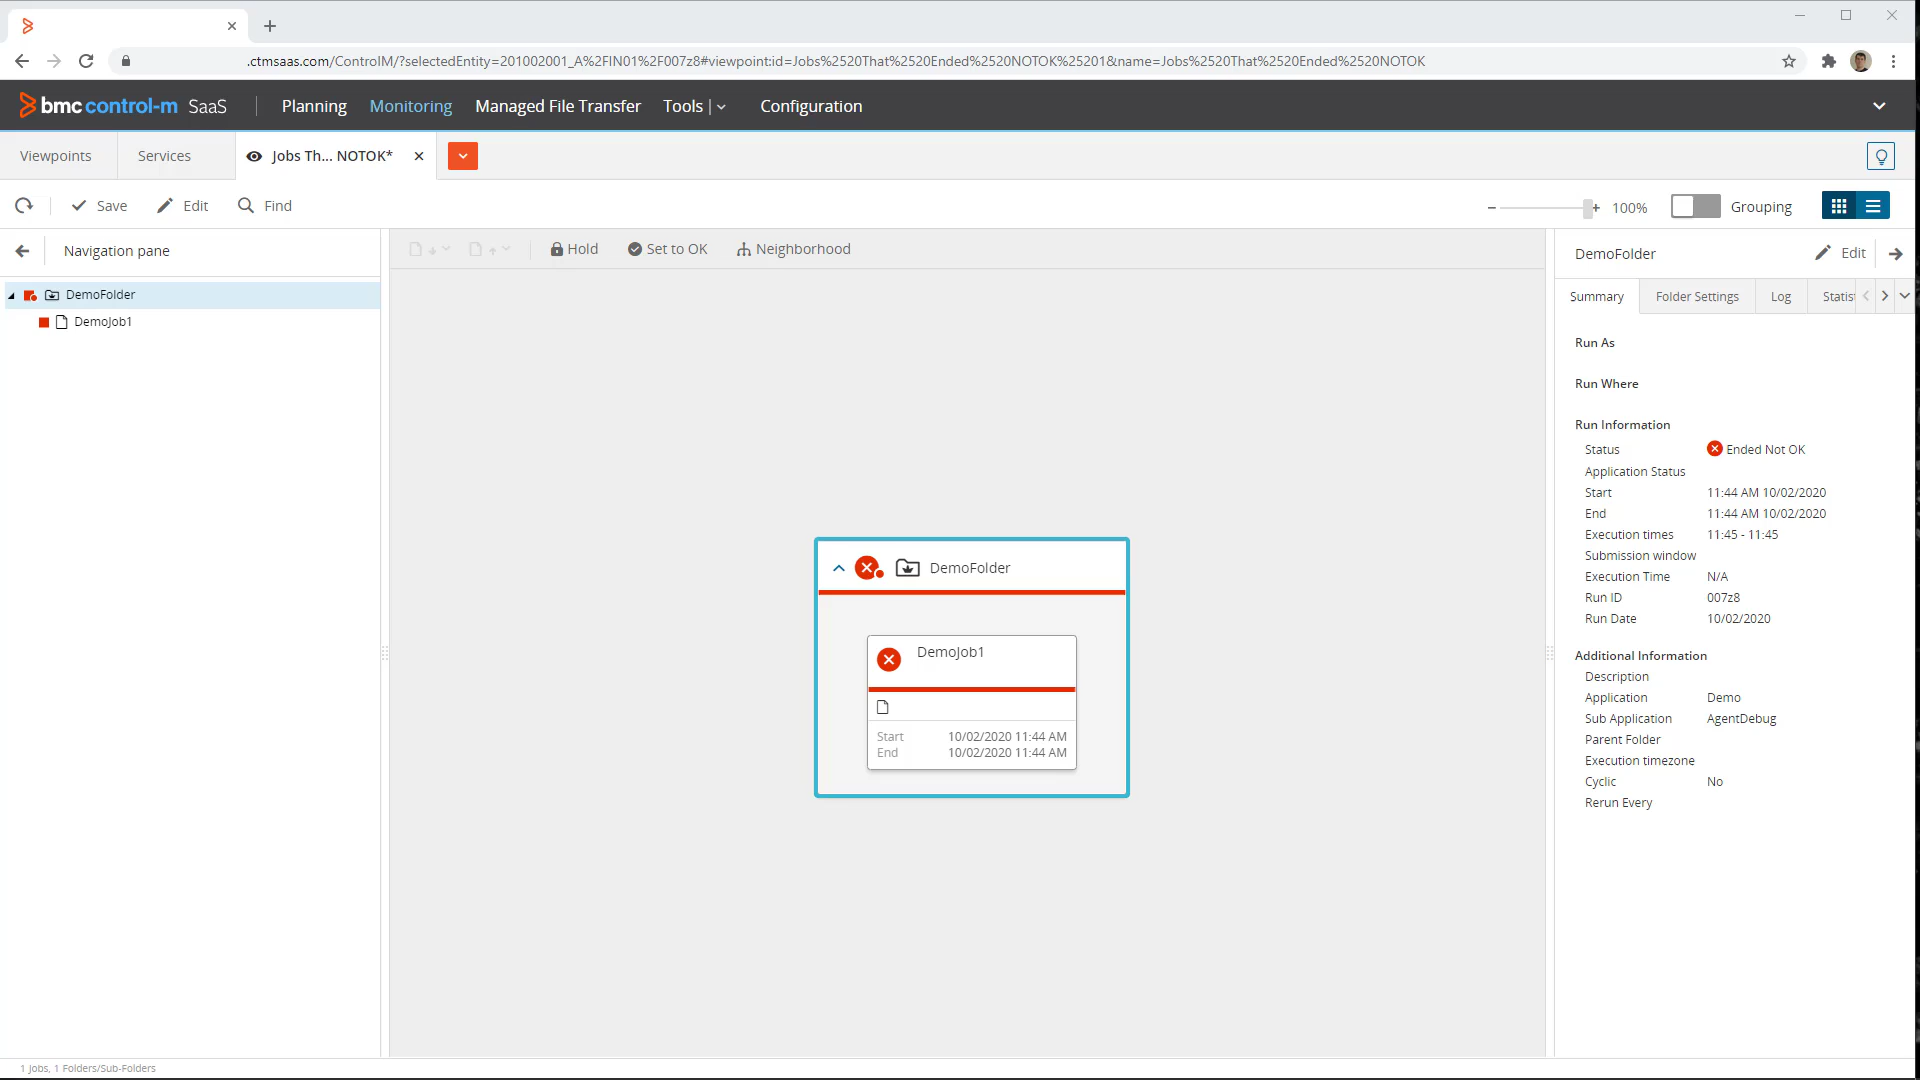 .ctmsaas.com/ControlM/?selectedEntity=201002001_A%2FIN01%2F007z8#viewpoint:id=Jobs%2520That%2520Ended%2520NOTOK%25201&name=Jobs%2520That%2520Ended%2520NOTOK
bmc control-m SaaS
Planning
Monitoring
Managed File Transfer
Tools
Configuration
Viewpoints
Services
Jobs Th... NOTOK*
Save
Edit
Find
100%
Grouping
Navigation pane
DemoFolder
DemoJob1
Hold
Set to OK
Neighborhood
DemoFolder
DemoJob1
Start 10/02/2020 11:44 AM
End 10/02/2020 11:44 AM
DemoFolder
Edit
Summary
Folder Settings
Log
Statist
Run As
Run Where
Run Information
Status Ended Not OK
Application Status
Start 11:44 AM 10/02/2020
End 11:44 AM 10/02/2020
Execution times 11:45 - 11:45
Submission window
Execution Time N/A
Run ID 007z8
Run Date 10/02/2020
Additional Information
Description
Application Demo
Sub Application AgentDebug
Parent Folder
Execution timezone
Cyclic No
Rerun Every
1 Jobs, 1 Folders/Sub-Folders